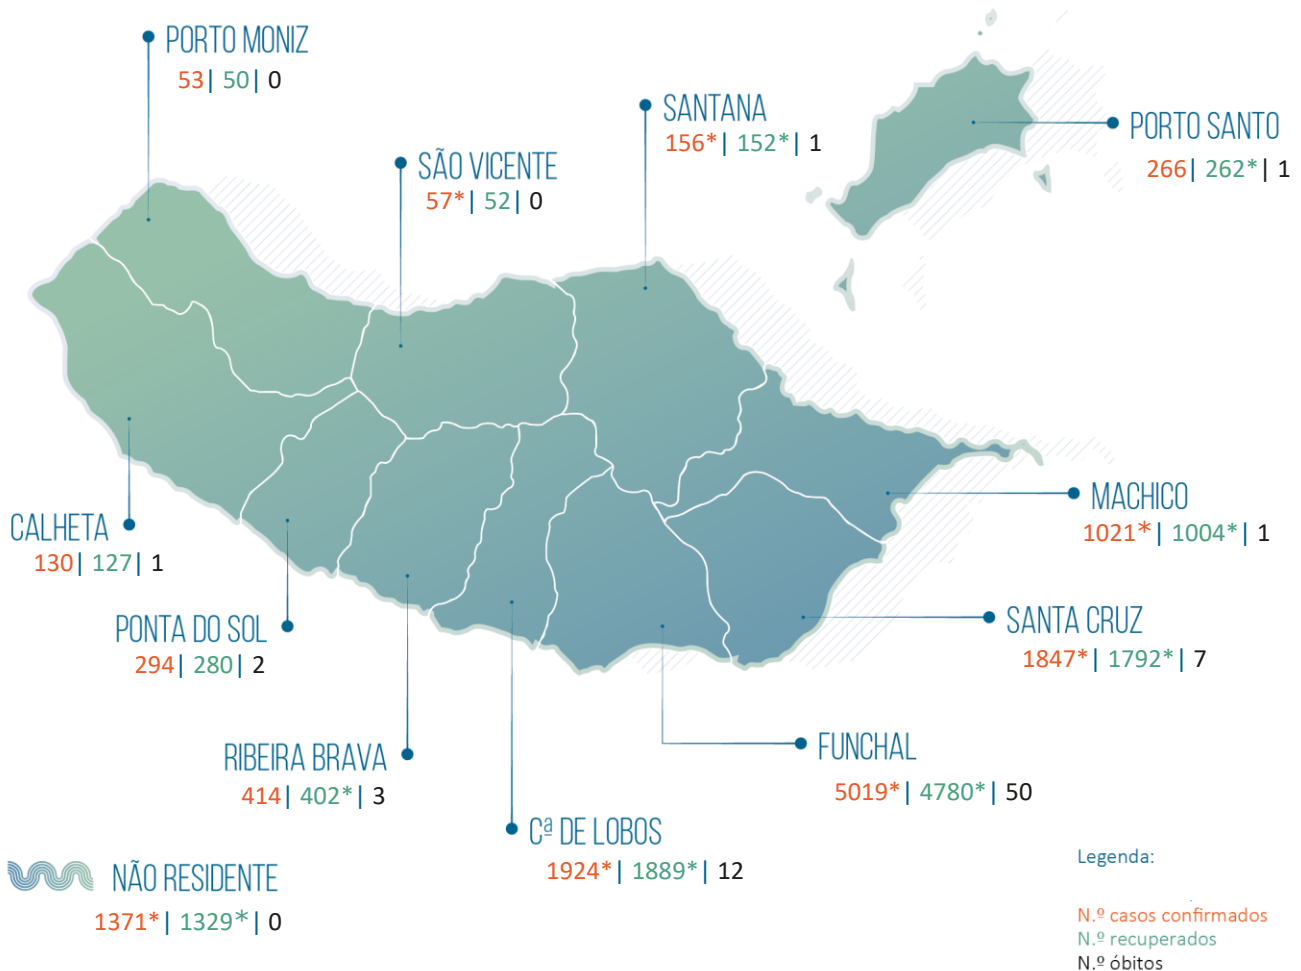 PORTO MONIZ
53| 50| 0
SANTANA
156*| 152*| 1
PORTO SANTO
266| 262*| 1
SÃO VICENTE
57*| 52| 0
MACHICO
1021*| 1004*| 1
CALHETA
130| 127| 1
PONTA DO SOL
294| 280| 2
SANTA CRUZ
1847*| 1792*| 7
RIBEIRA BRAVA
414| 402*| 3
FUNCHAL
5019*| 4780*| 50
Cª DE LOBOS
1924*| 1889*| 12
NÃO RESIDENTE
1371*| 1329*| 0
Legenda:
N.º casos confirmados
N.º recuperados
N.º óbitos